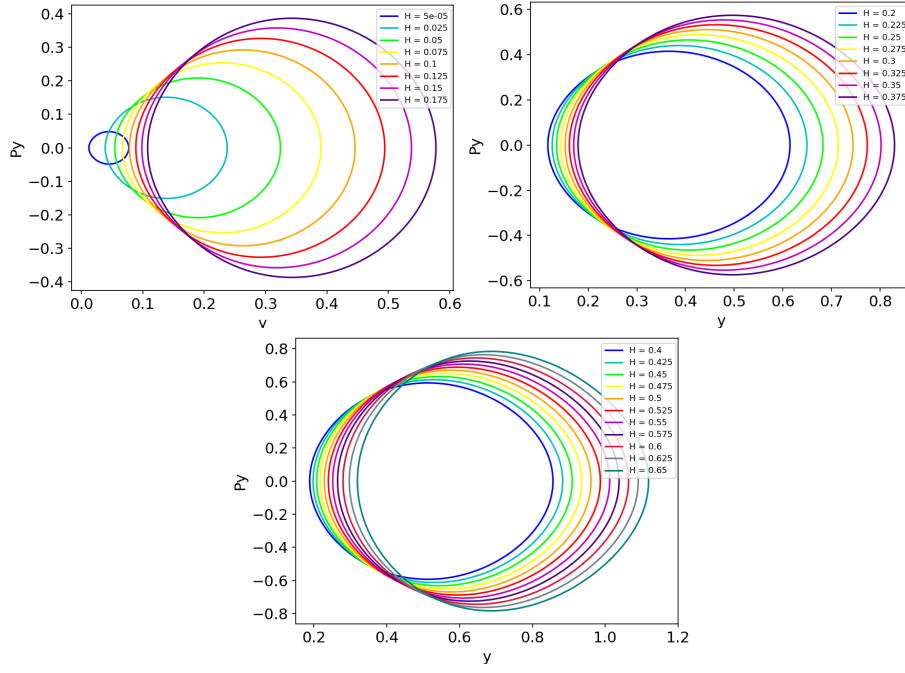 0.4
0.3
0.2
0.1
0.0
−0.1
−0.2
−0.3
−0.4
Py
0.0 0.1 0.2 0.3 0.4 0.5 0.6
y
H = 5e-05
H = 0.025
H = 0.05
H = 0.075
H = 0.1
H = 0.125
H = 0.15
H = 0.175
0.6
0.4
0.2
0.0
−0.2
−0.4
−0.6
Py
0.1 0.2 0.3 0.4 0.5 0.6 0.7 0.8
y
H = 0.2
H = 0.225
H = 0.25
H = 0.275
H = 0.3
H = 0.325
H = 0.35
H = 0.375
0.8
0.6
0.4
0.2
0.0
−0.2
−0.4
−0.6
−0.8
Py
0.2 0.4 0.6 0.8 1.0 1.2
y
H = 0.4
H = 0.425
H = 0.45
H = 0.475
H = 0.5
H = 0.525
H = 0.55
H = 0.575
H = 0.6
H = 0.625
H = 0.65